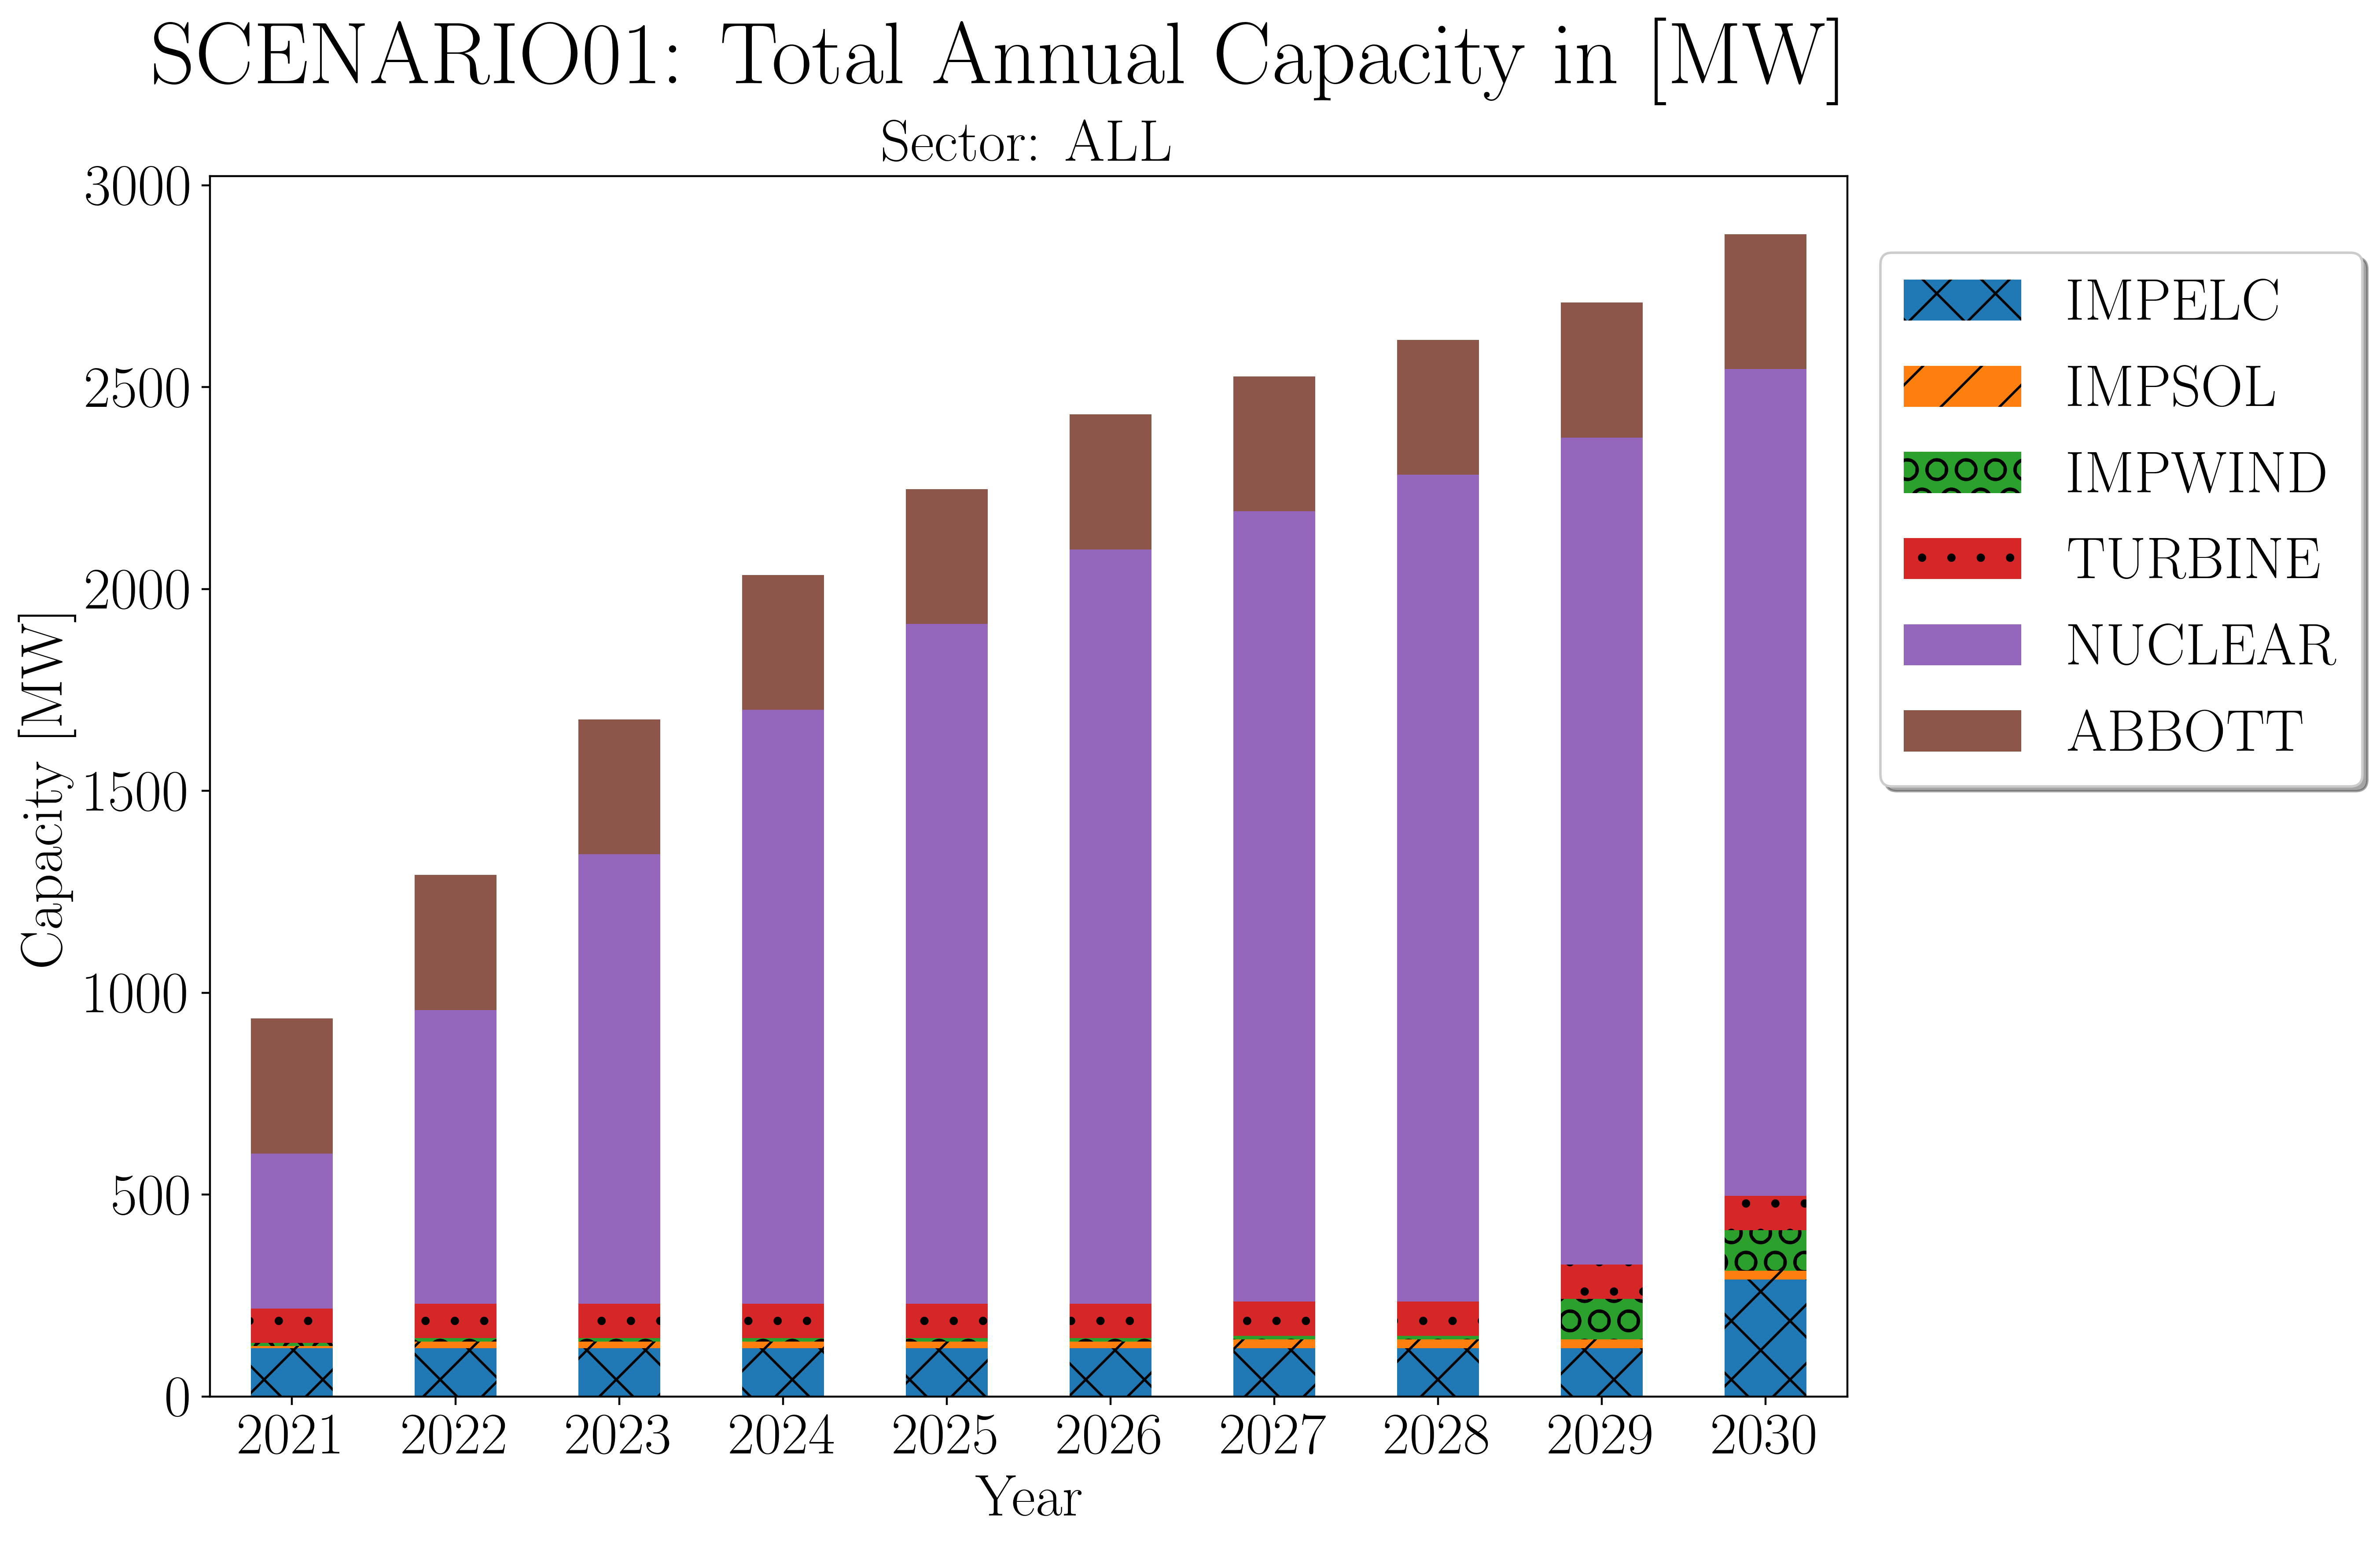 SCENARIO01: Total Annual Capacity in [MW]
Sector: ALL
3000
2500
2000
1500
1000
500
0
Capacity [MW]
2021 2022 2023 2024 2025 2026 2027 2028 2029 2030
Year
IMPELC
IMPSOL
IMPWIND
TURBINE
NUCLEAR
ABBOTT